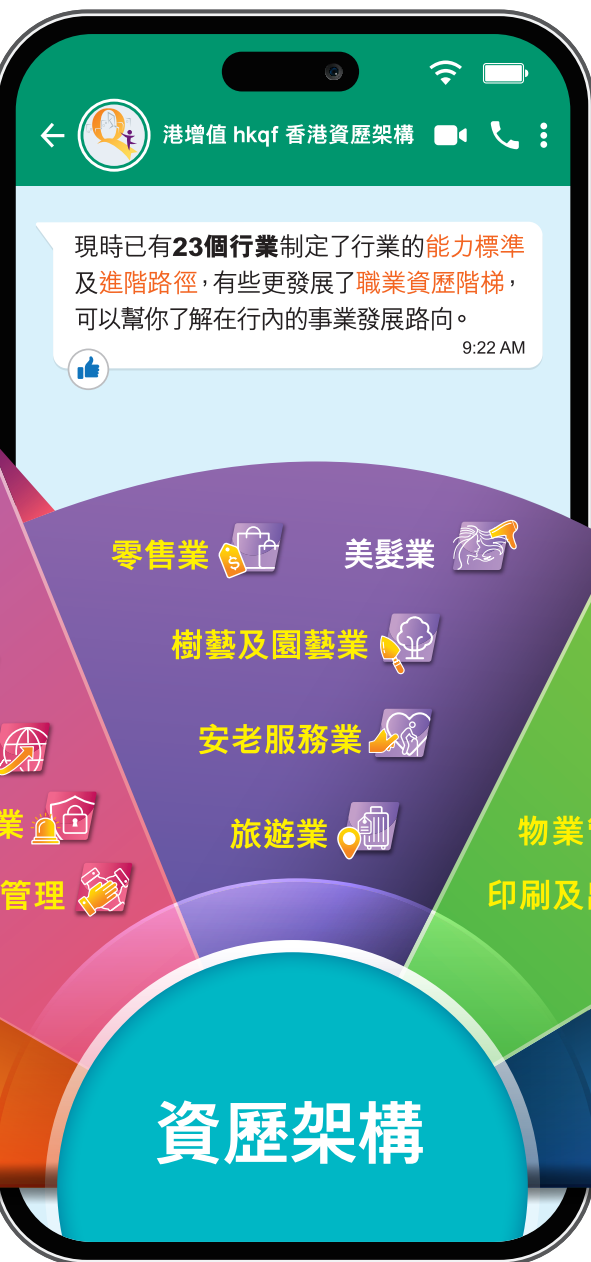 港增值 hkqf 香港資歷架構
現時已有23個行業制定了行業的能力標準
及進階路徑，有些更發展了職業資歷階梯，
可以幫你了解在行內的事業發展路向。
9:22 AM
零售業
美髮業
樹藝及園藝業
安老服務業
旅遊業
業
管理
物業
印刷及
資歷架構